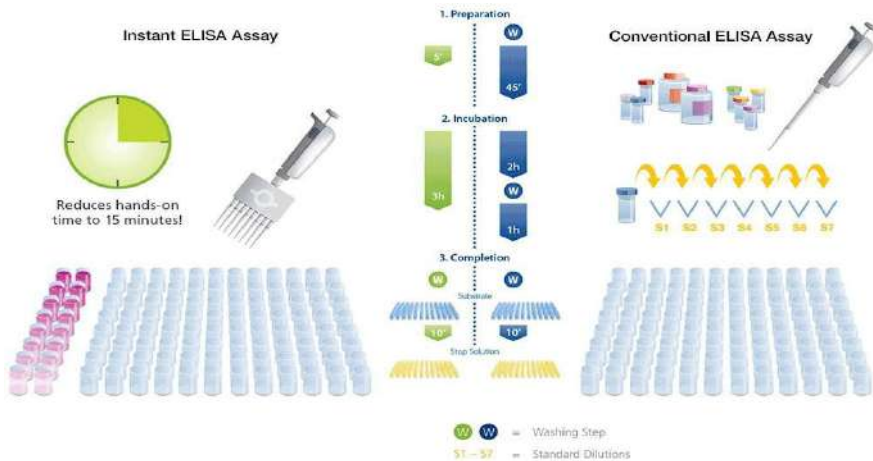 Instant ELISA Assay
Reduces hands-on
time to 15 minutes!
1. Preparation
W
5'
45'
2. Incubation
3h
2h
W
1h
3. Completion
W
W
Substrate
10'
10'
Stop Solution
Conventional ELISA Assay
S1 S2 S3 S4 S5 S6 S7
W W = Washing Step
S1 – S7 = Standard Dilutions